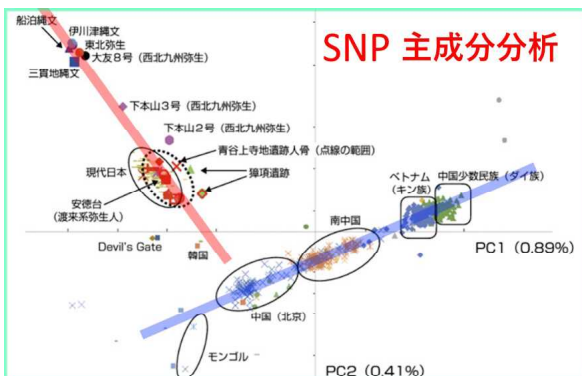 SNP 主成分分析
船泊縄文
伊川津縄文
東北弥生
大友8号（西北九州弥生）
三貫地縄文
下本山3号（西北九州弥生）
下本山2号（西北九州弥生）
青谷上寺地遺跡人骨（点線の範囲）
現代日本
獐項遺跡
安徳台
（渡来系弥生人）
ベトナム
（キン族）
中国少数民族（ダイ族）
南中国
Devil's Gate
韓国
PC1（0.89%）
中国（北京）
モンゴル
PC2（0.41%）